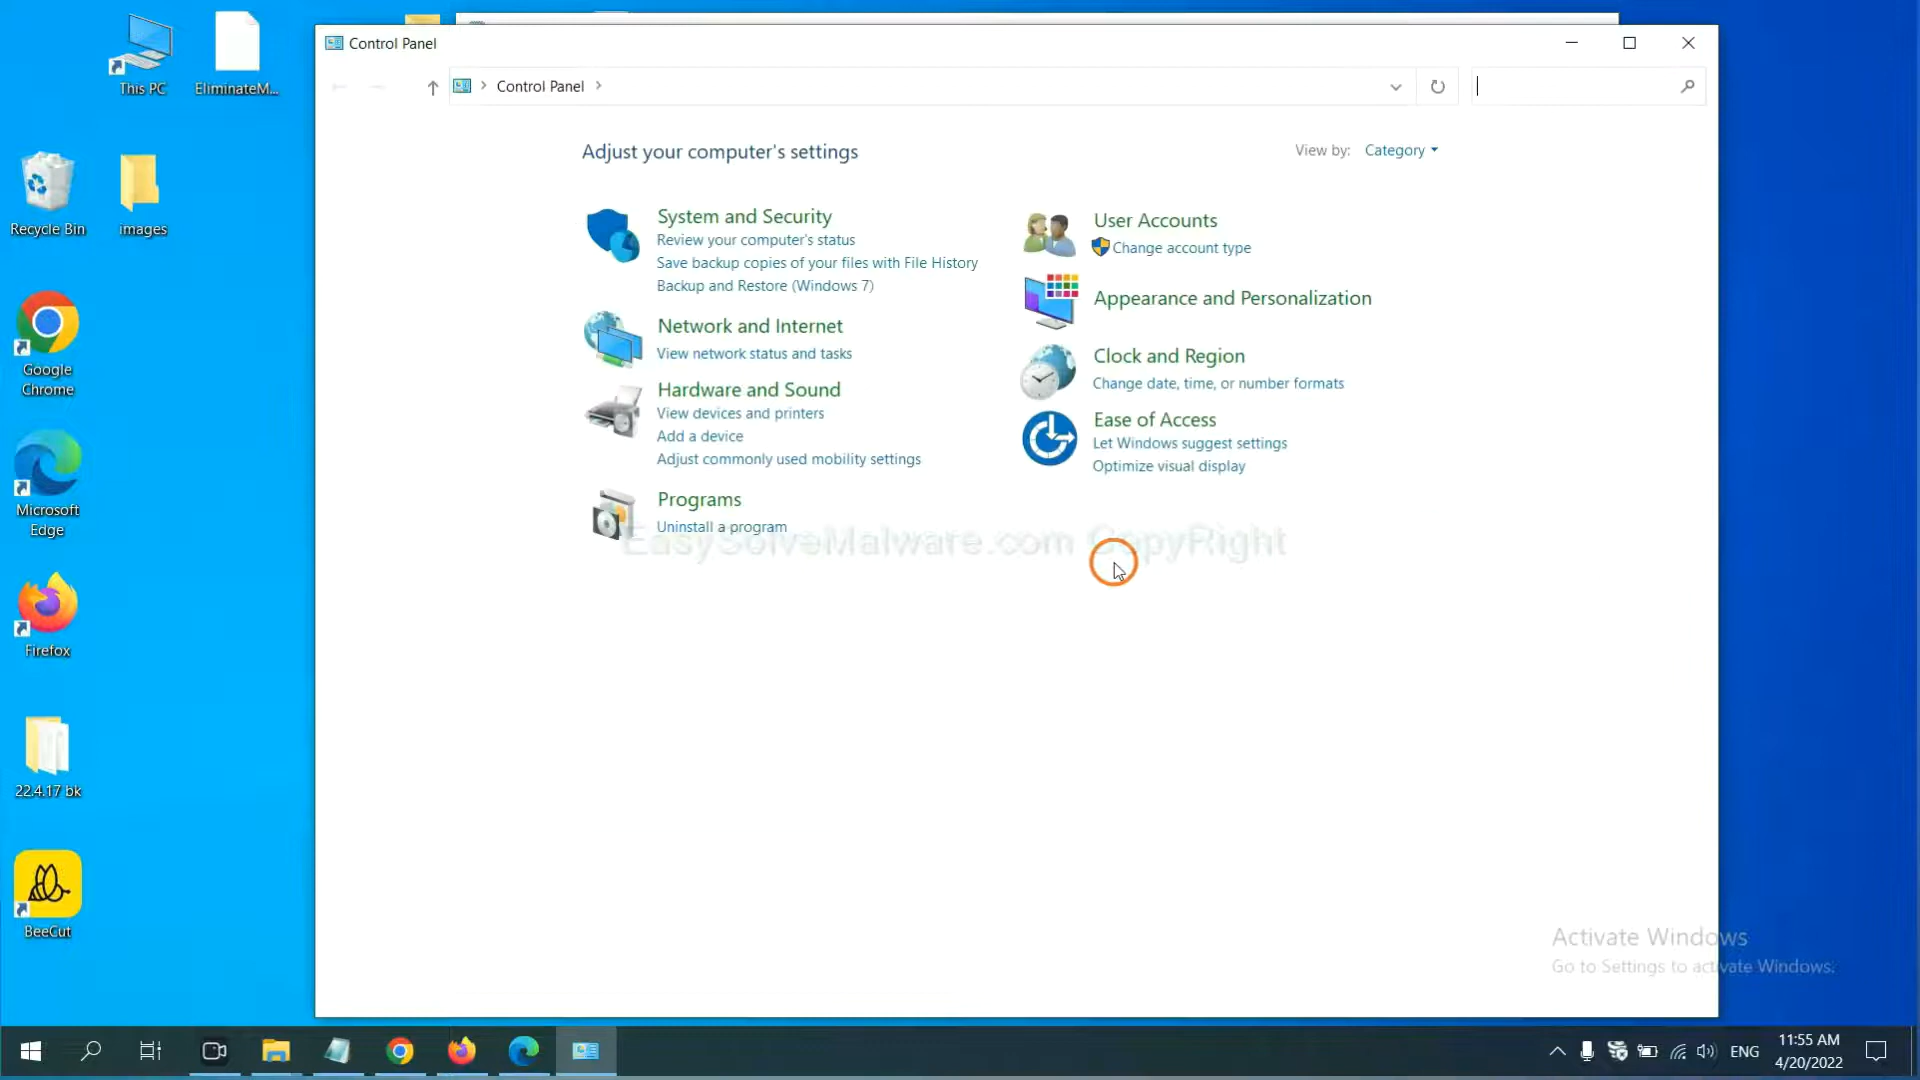 This PC
EliminateM...
Recycle Bin
images
Google
Chrome
Microsoft
Edge
Firefox
22.4.17 bk
BeeCut
Control Panel
Control Panel
Adjust your computer's settings
View by: Category
System and Security
Review your computer's status
Save backup copies of your files with File History
Backup and Restore (Windows 7)
Network and Internet
View network status and tasks
Hardware and Sound
View devices and printers
Add a device
Adjust commonly used mobility settings
Programs
Uninstall a program
User Accounts
Change account type
Appearance and Personalization
Clock and Region
Change date, time, or number formats
Ease of Access
Let Windows suggest settings
Optimize visual display
EasySolveMalware.com CopyRight
Activate Windows
Go to Settings to activate Windows.
ENG
11:55 AM
4/20/2022